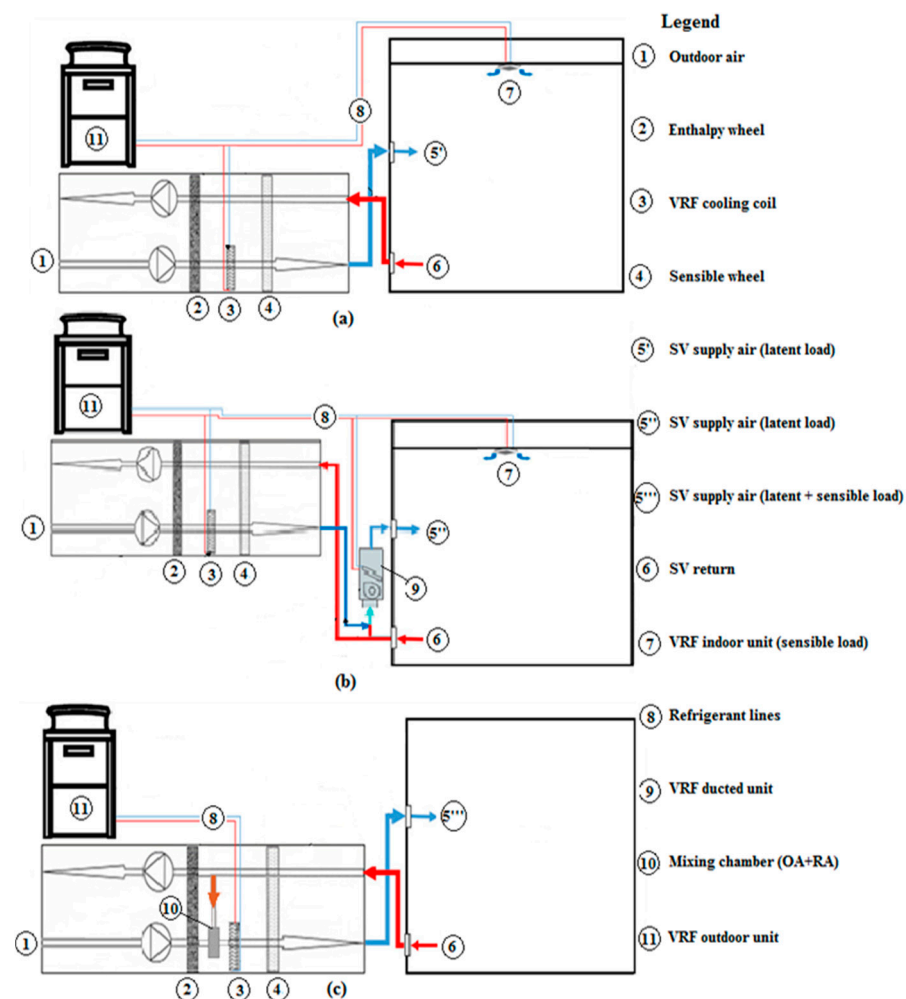 Legend
1 Outdoor air
2 Enthalpy wheel
3 VRF cooling coil
4 Sensible wheel
5' SV supply air (latent load)
5'' SV supply air (latent load)
5''' SV supply air (latent + sensible load)
6 SV return
7 VRF indoor unit (sensible load)
8 Refrigerant lines
9 VRF ducted unit
10 Mixing chamber (OA+RA)
11 VRF outdoor unit
11
8
7
5'
1
6
2 3 4
(a)
11
8
7
5''
1
9
6
2 3 4
(b)
11
8
5'''
10
1
6
2 3 4
(c)